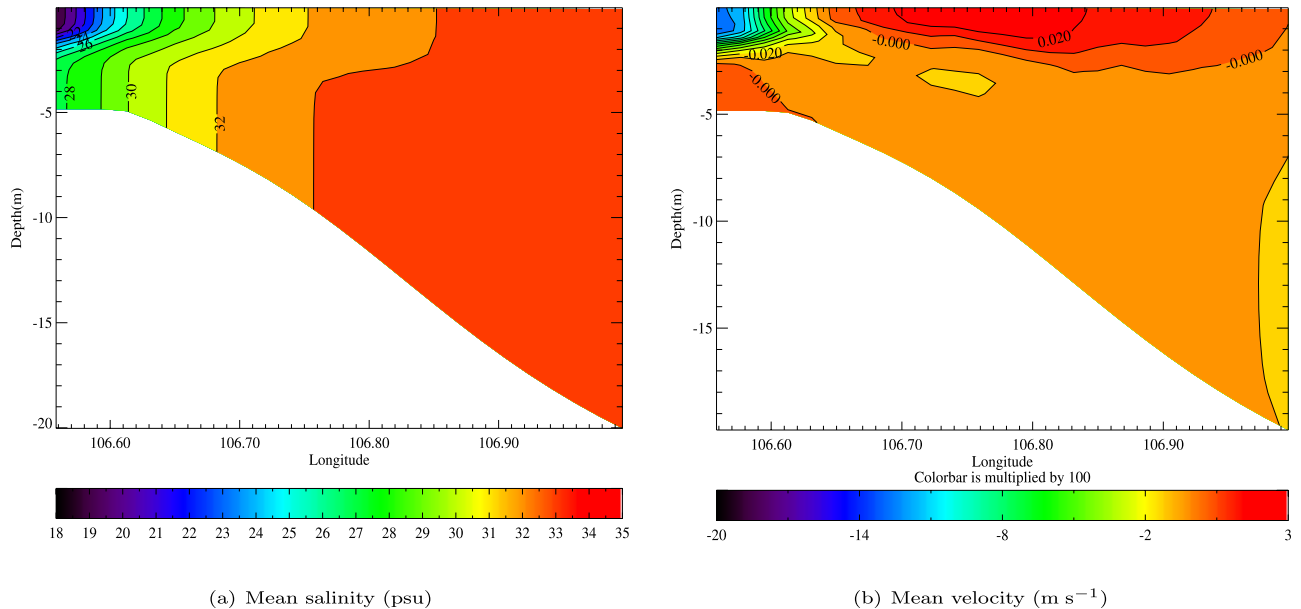 24
26
28
30
32
-5
-10
-15
-20
Depth(m)
106.60 106.70 106.80 106.90
Longitude
18 19 20 21 22 23 24 25 26 27 28 29 30 31 32 33 34 35
(a) Mean salinity (psu)
-0.020
-0.000
-0.000
0.020
-0.000
-5
-10
-15
Depth(m)
106.60 106.70 106.80 106.90
Longitude
Colorbar is multiplied by 100
-20 -14 -8 -2 3
(b) Mean velocity (m s⁻¹)